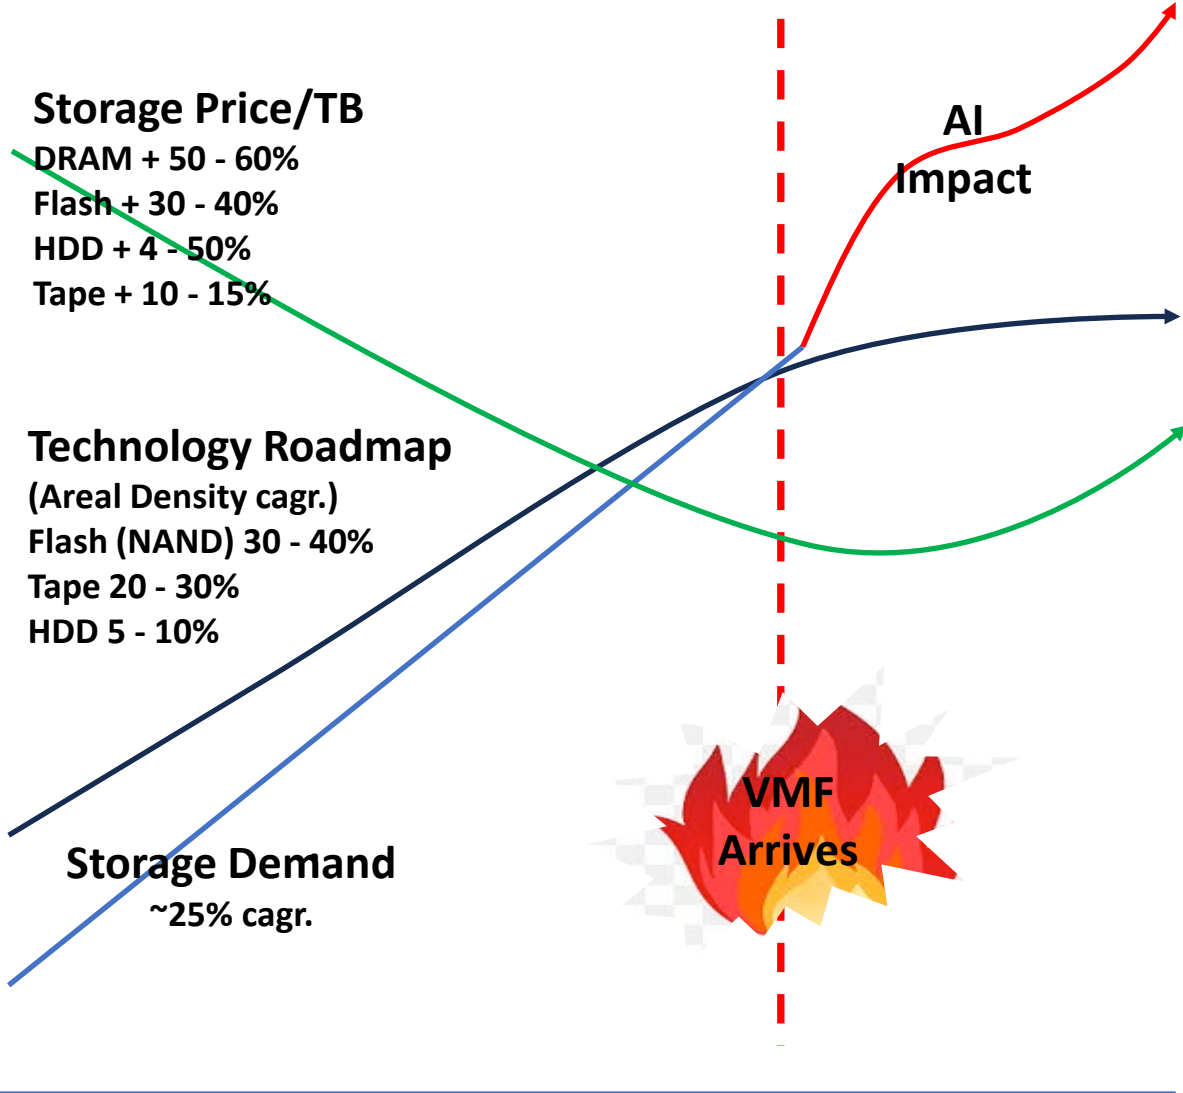 Storage Price/TB
DRAM + 50 - 60%
Flash + 30 - 40%
HDD + 4 - 50%
Tape + 10 - 15%
AI
Impact
Technology Roadmap
(Areal Density cagr.)
Flash (NAND) 30 - 40%
Tape 20 - 30%
HDD 5 - 10%
VMF
Arrives
Storage Demand
~25% cagr.